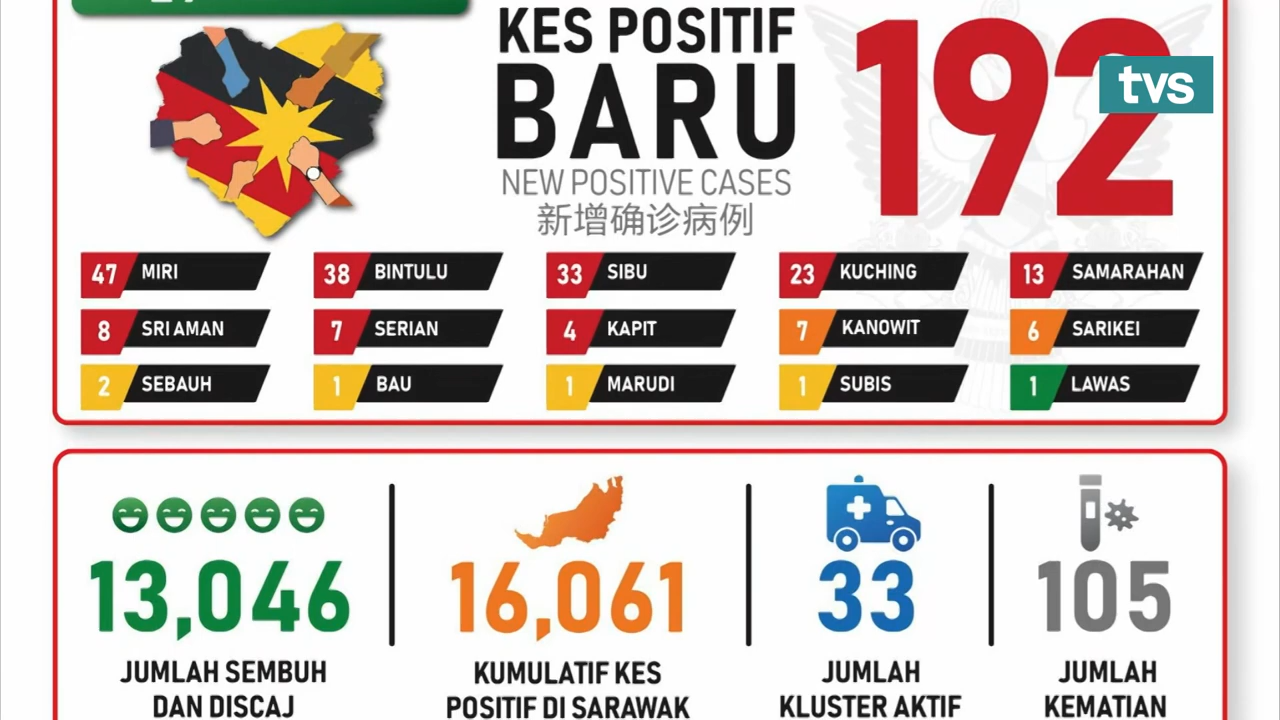 KES POSITIF
BARU
NEW POSITIVE CASES
新增确诊病例
192
tvs
47 MIRI
38 BINTULU
33 SIBU
23 KUCHING
13 SAMARAHAN
8 SRI AMAN
7 SERIAN
4 KAPIT
7 KANOWIT
6 SARIKEI
2 SEBAUH
1 BAU
1 MARUDI
1 SUBIS
1 LAWAS
13,046
JUMLAH SEMBUH
DAN DISCAJ
16,061
KUMULATIF KES
POSITIF DI SARAWAK
33
JUMLAH
KLUSTER AKTIF
105
JUMLAH
KEMATIAN